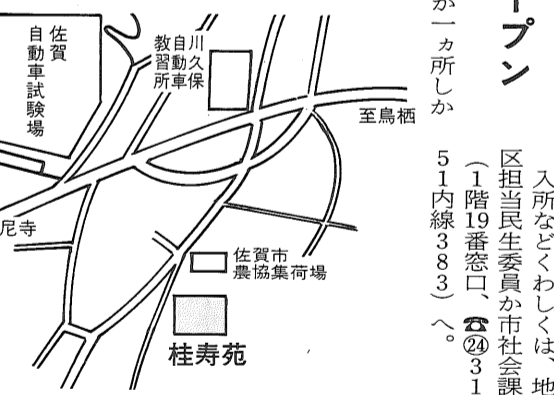 ープン
か一ヵ所しか
入所などくわしくは、地
区担当民生委員か市社会課
(1階19番窓口、☎㉔31
51内線383)へ。
佐賀
自動車試験場
川久保
自動車
教習所
至鳥栖
尼寺
佐賀市
農協集荷場
桂寿苑